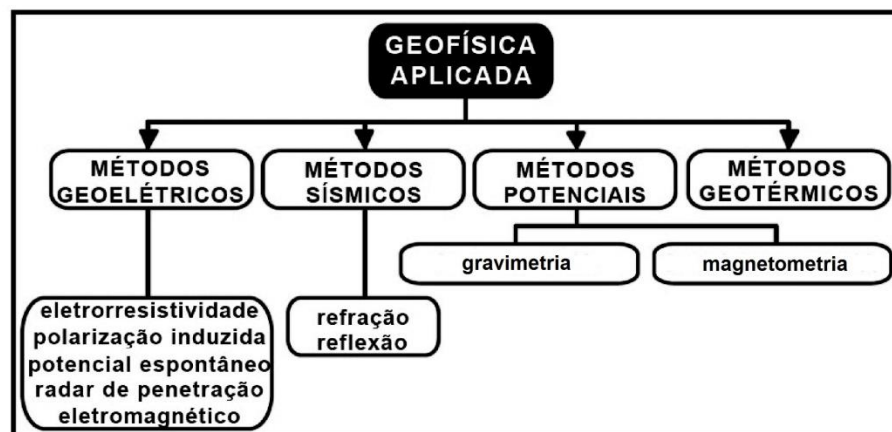 GEOFÍSICA
APLICADA
MÉTODOS
GEOELÉTRICOS
MÉTODOS
SÍSMICOS
MÉTODOS
POTENCIAIS
MÉTODOS
GEOTÉRMICOS
gravimetria
magnetometria
eletrorresistividade
polarização induzida
potencial espontâneo
radar de penetração
eletromagnético
refração
reflexão